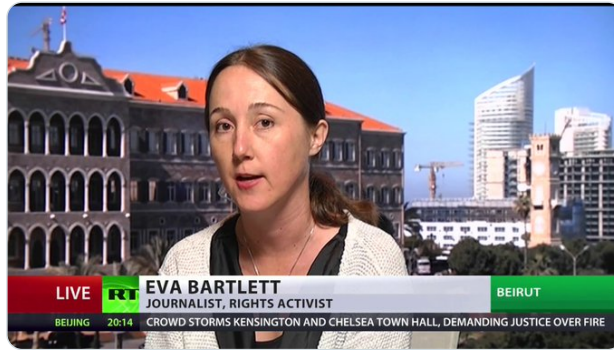 EVA BARTLETT
LIVE RT JOURNALIST, RIGHTS ACTIVIST BEIRUT
BEIJING 20:14 CROWD STORMS KENSINGTON AND CHELSEA TOWN HALL, DEMANDING JUSTICE OVER FIRE